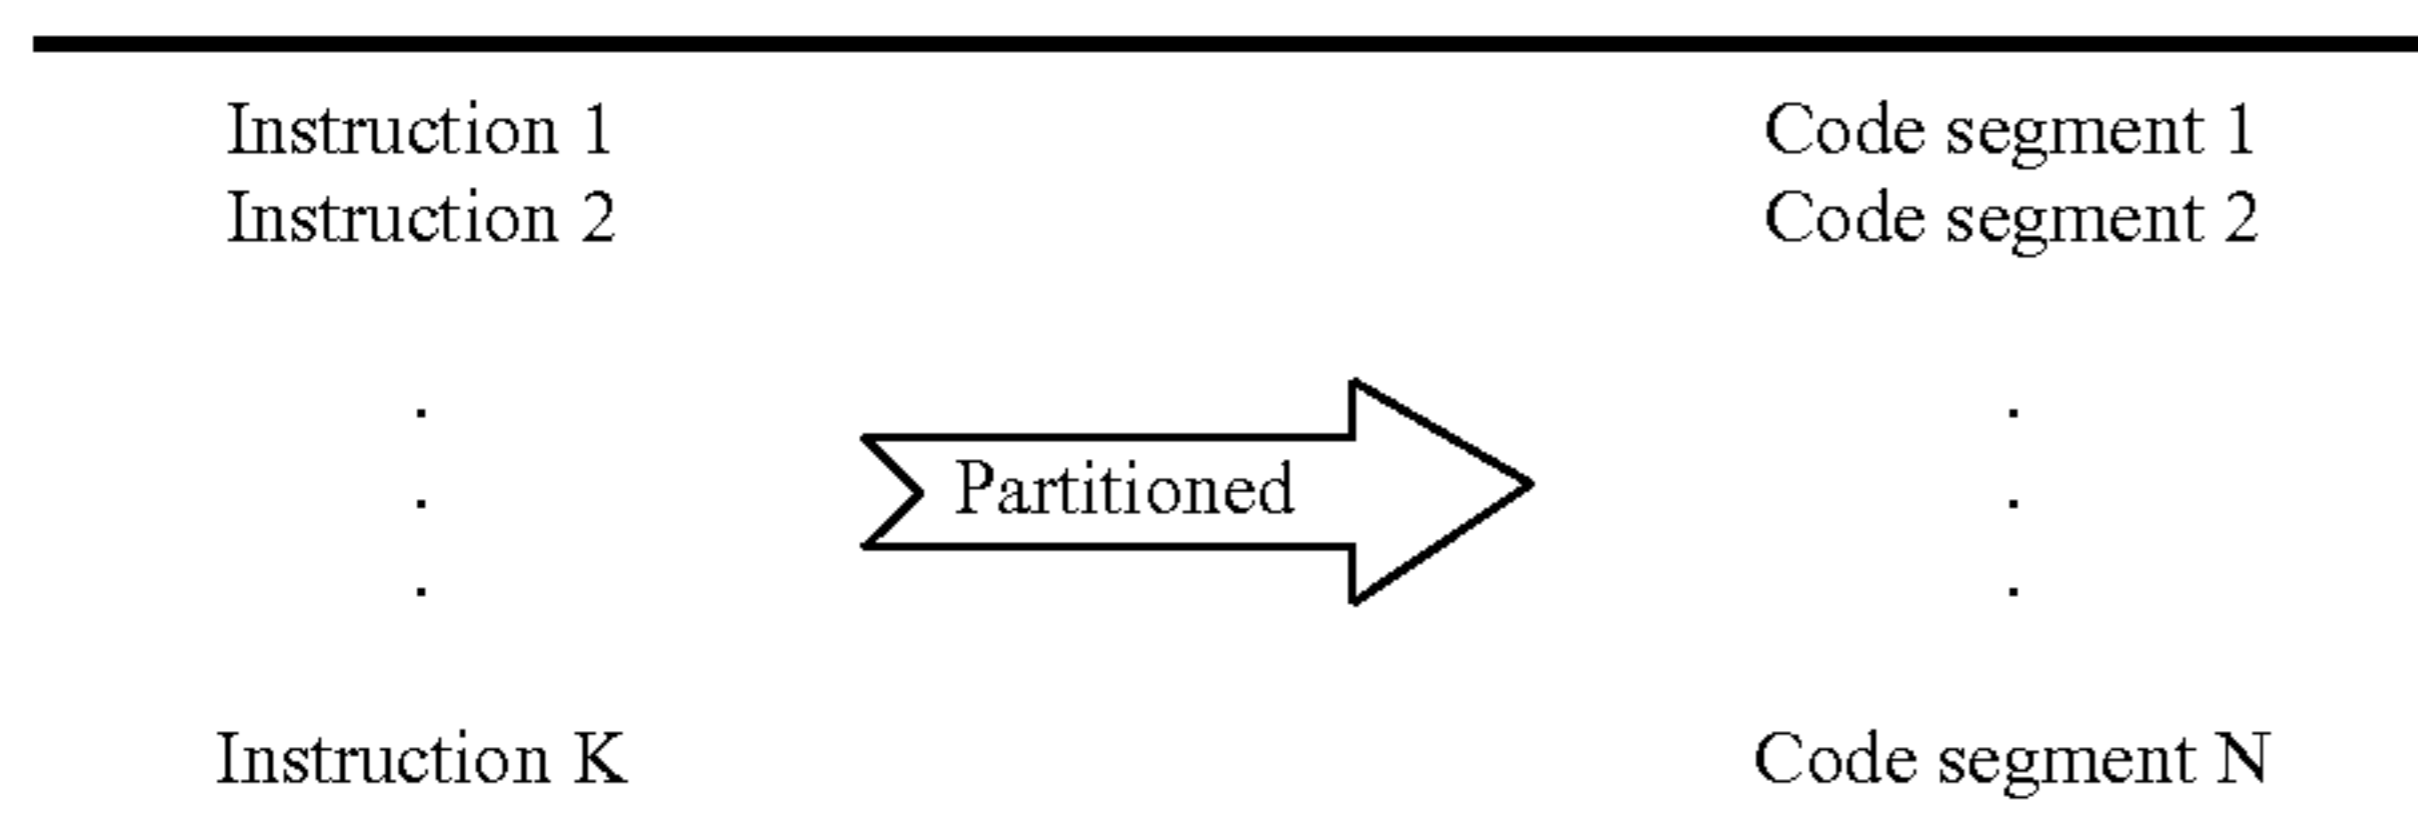 Instruction 1
Instruction 2
.
.
.
Instruction K
Partitioned
Code segment 1
Code segment 2
.
.
.
Code segment N